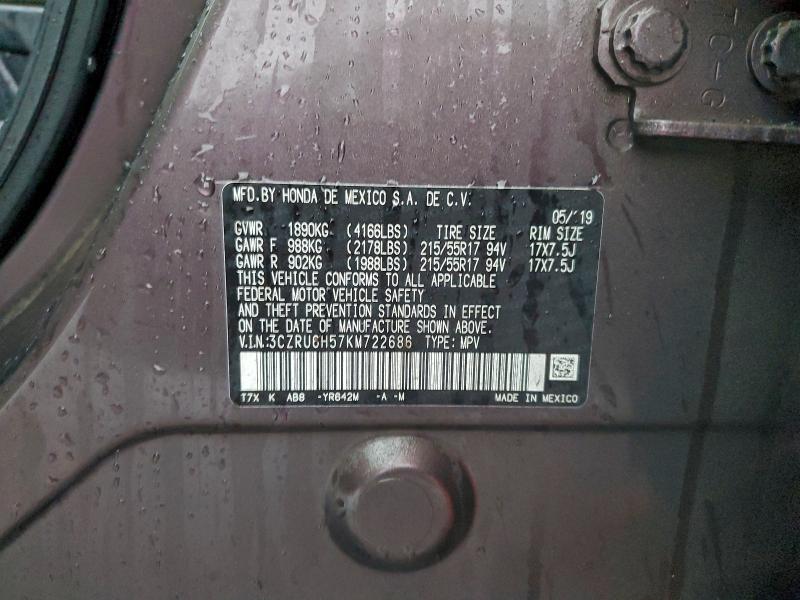 TC-G
MFD.BY HONDA DE MEXICO S.A. DE C.V.
05/'19
GVWR 1890KG (4166LBS) TIRE SIZE RIM SIZE
GAWR F 988KG (2178LBS) 215/55R17 94V 17X7.5J
GAWR R 902KG (1988LBS) 215/55R17 94V 17X7.5J
THIS VEHICLE CONFORMS TO ALL APPLICABLE
FEDERAL MOTOR VEHICLE SAFETY
AND THEFT PREVENTION STANDARDS IN EFFECT
ON THE DATE OF MANUFACTURE SHOWN ABOVE.
V.I.N.:3CZRU6H57KM722686 TYPE: MPV
T7X K AB8 -YR642M -A -M MADE IN MEXICO